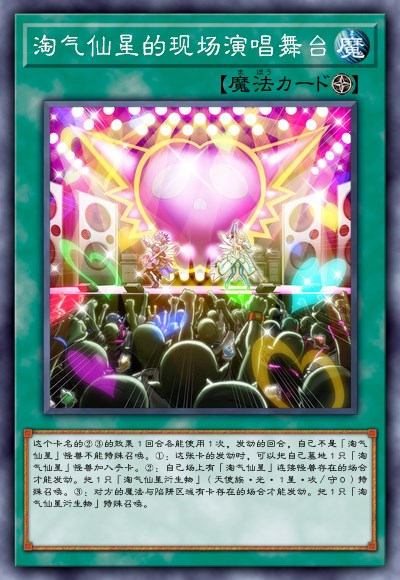 淘气仙星的现场演唱舞台 魔
【魔法カード】
ま ほう
这个卡名的②③的效果1回合各能使用1次，发动的回合，自己不是「淘气
仙星」怪兽不能特殊召唤。①：这张卡的发动时，可以把自己墓地1只「淘
气仙星」怪兽加入手卡。②：自己场上有「淘气仙星」连接怪兽存在的场合
才能发动。把1只「淘气仙星衍生物」（天使族·光·1星·攻/守0）特
殊召唤。③：对方的魔法与陷阱区域有卡存在的场合才能发动。把1只「淘
气仙星衍生物」特殊召唤。